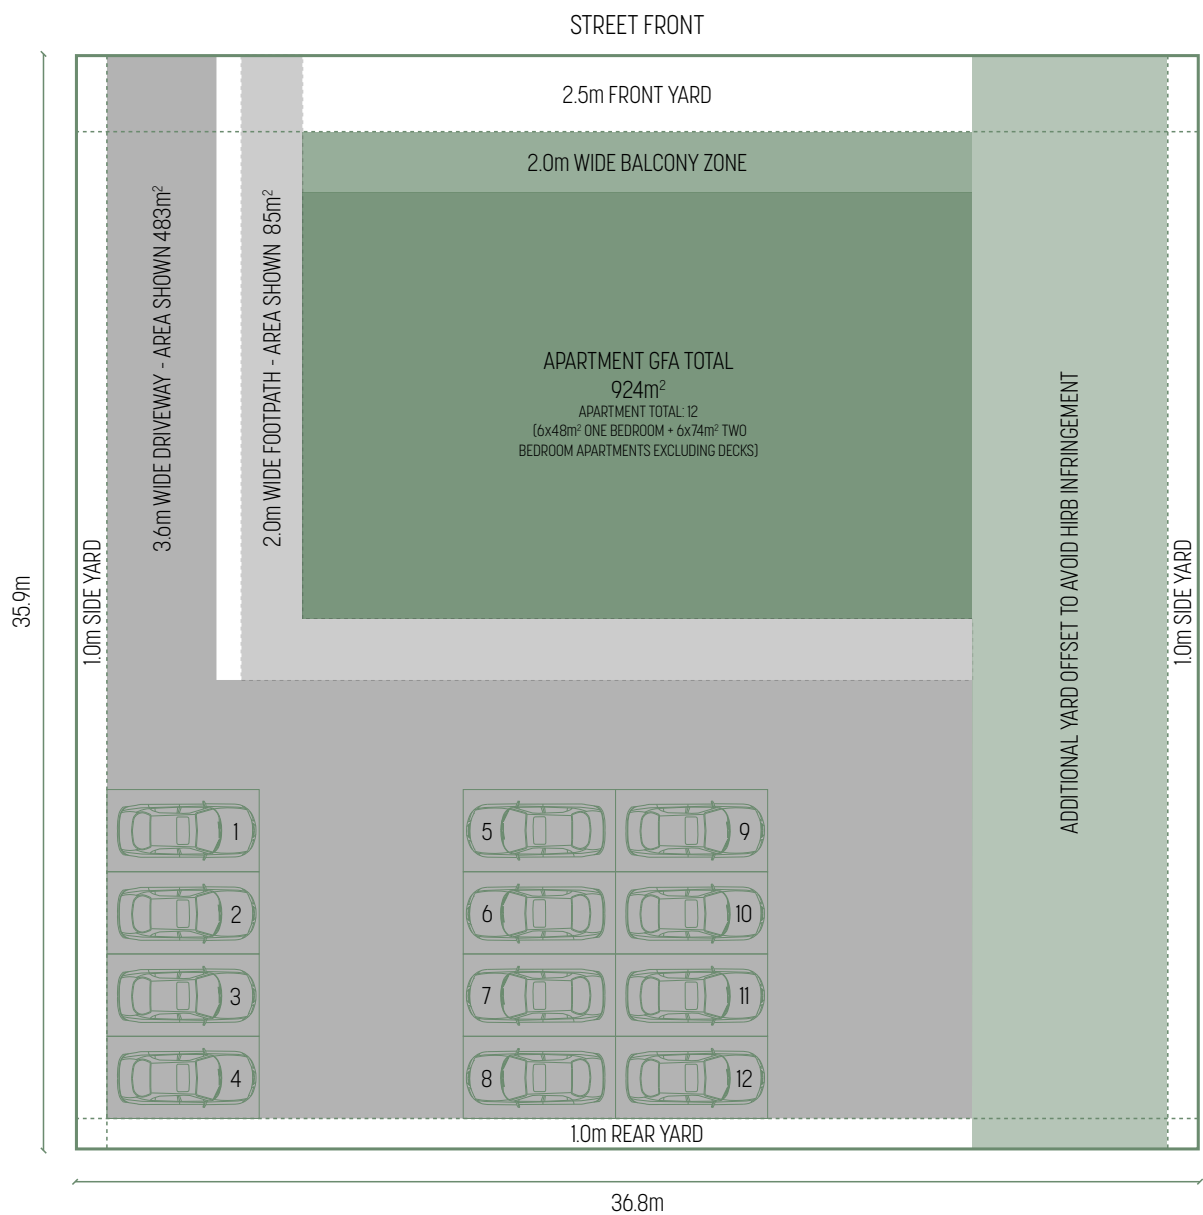 STREET FRONT
2.5m FRONT YARD
2.0m WIDE BALCONY ZONE
3.6m WIDE DRIVEWAY - AREA SHOWN 483m²
2.0m WIDE FOOTPATH - AREA SHOWN 85m²
APARTMENT GFA TOTAL
924m²
APARTMENT TOTAL: 12
(6x48m² ONE BEDROOM + 6x74m² TWO
BEDROOM APARTMENTS EXCLUDING DECKS)
ADDITIONAL YARD OFFSET TO AVOID HIRB INFRINGEMENT
1.0m SIDE YARD
1.0m SIDE YARD
35.9m
1
5
9
2
6
10
3
7
11
4
8
12
1.0m REAR YARD
36.8m